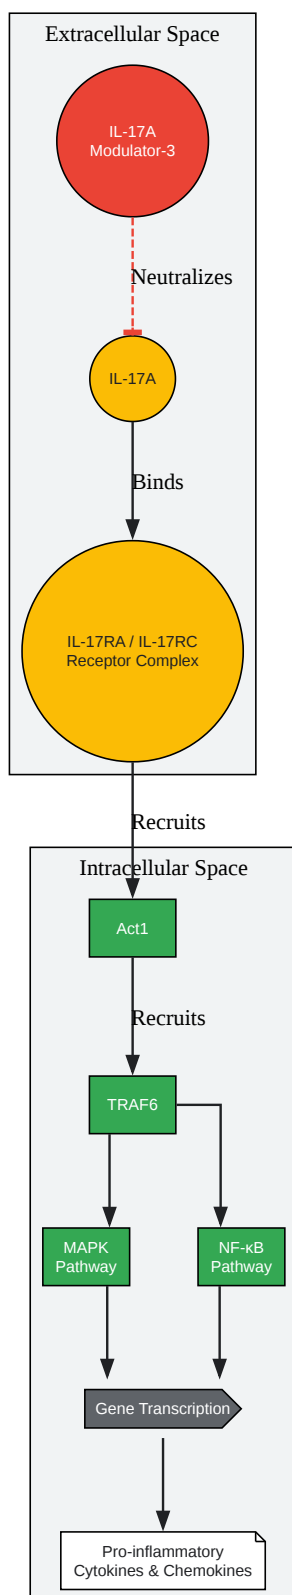 Extracellular Space
IL-17A
Modulator-3
Neutralizes
IL-17A
Binds
IL-17RA / IL-17RC
Receptor Complex
Recruits
Intracellular Space
Act1
Recruits
TRAF6
MAPK
Pathway
NF-κB
Pathway
Gene Transcription
Pro-inflammatory
Cytokines & Chemokines